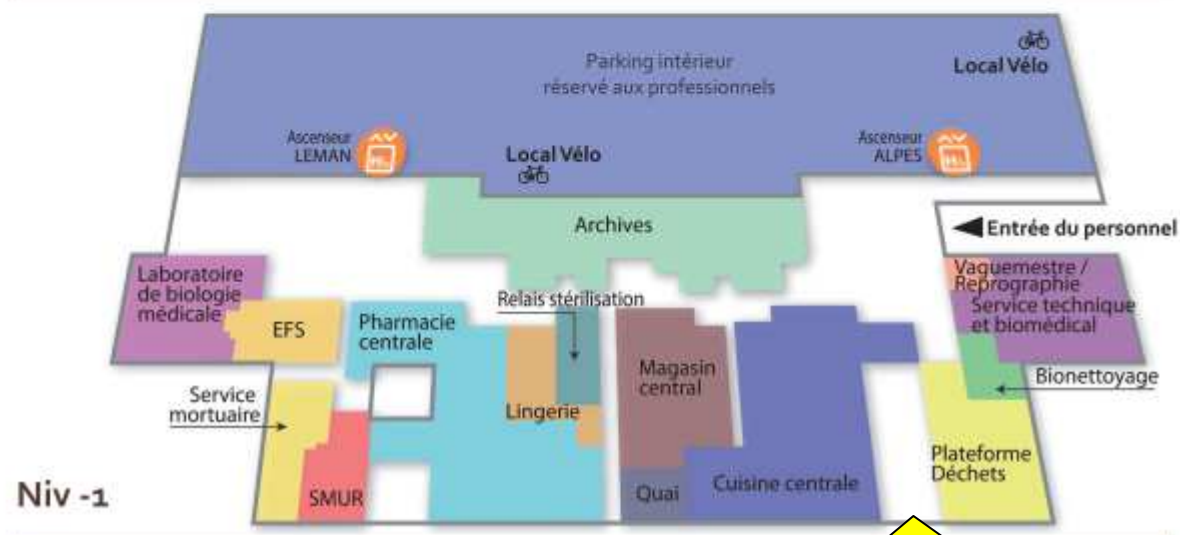 Parking intérieur
réservé aux professionnels
Local Vélo
Ascenseur
LEMAN
Local Vélo
Ascenseur
ALPES
Archives
Entrée du personnel
Laboratoire
de biologie
médicale
EFS
Pharmacie
centrale
Relais stérilisation
Vaguemestre /
Reprographie
Service technique
et biomédical
Magasin
central
Bionettoyage
Service
mortuaire
Lingerie
Plateforme
Déchets
SMUR
Quai
Cuisine centrale
Niv -1